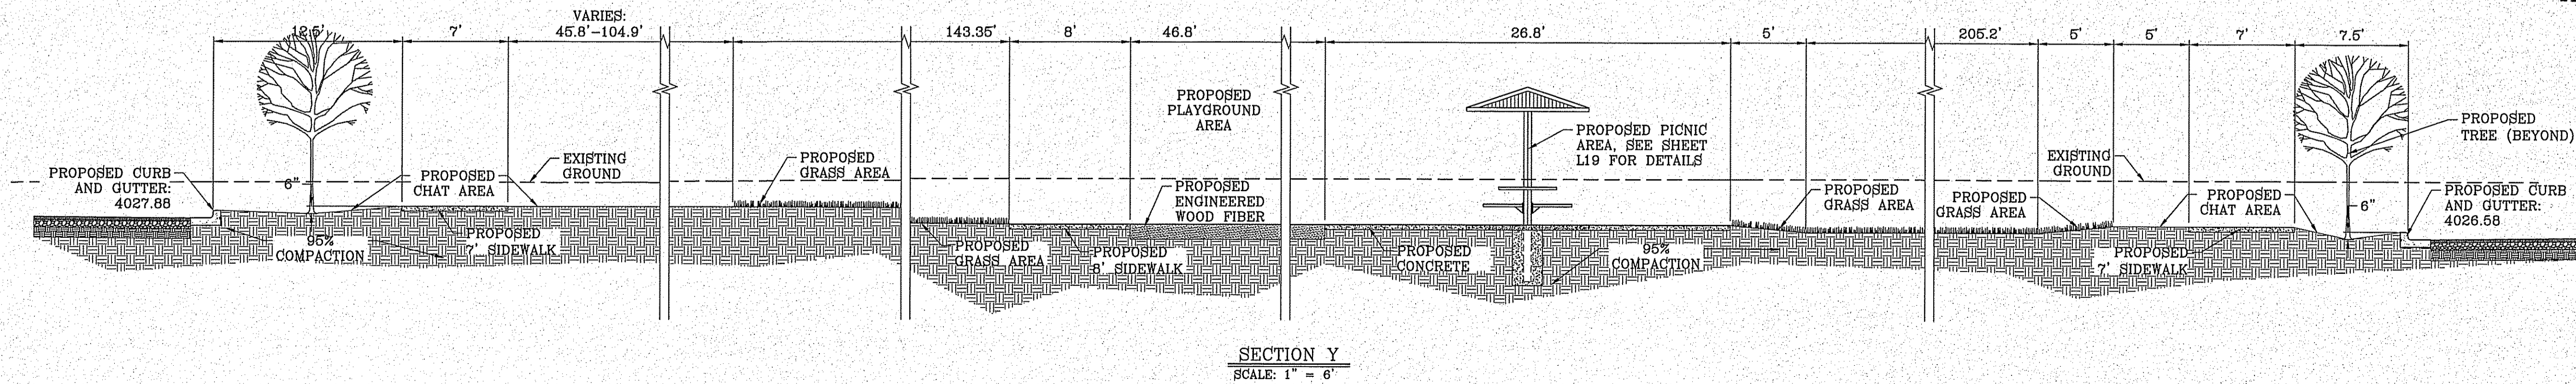 VARIES:
12.5'
7'
45.8'-104.9'
143.35'
8'
46.8'
26.8'
5'
205.2'
5'
5'
7'
7.5'
PROPOSED
PLAYGROUND
AREA
PROPOSED PICNIC
AREA, SEE SHEET
L19 FOR DETAILS
PROPOSED
TREE (BEYOND)
PROPOSED CURB
AND GUTTER:
4027.88
6"
PROPOSED
CHAT AREA
EXISTING
GROUND
PROPOSED
GRASS AREA
PROPOSED
ENGINEERED
WOOD FIBER
PROPOSED
GRASS AREA
EXISTING
GROUND
PROPOSED
GRASS AREA
PROPOSED
CHAT AREA
6"
PROPOSED CURB
AND GUTTER:
4026.58
95%
COMPACTION
PROPOSED
7' SIDEWALK
PROPOSED
GRASS AREA
PROPOSED
8' SIDEWALK
PROPOSED
CONCRETE
95%
COMPACTION
PROPOSED
7' SIDEWALK
SECTION Y
SCALE: 1" = 6'